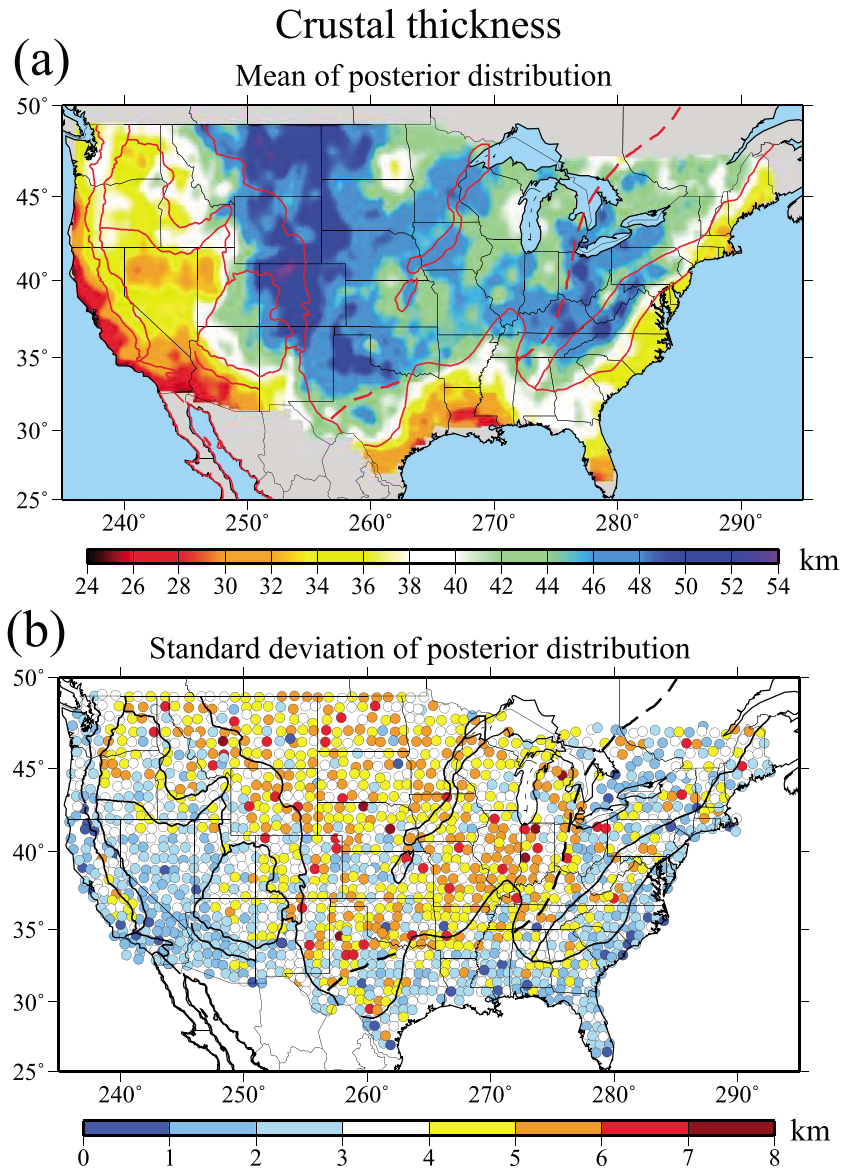 Crustal thickness
(a)
Mean of posterior distribution
50˚
45˚
40˚
35˚
30˚
25˚
240˚ 250˚ 260˚ 270˚ 280˚ 290˚
24 26 28 30 32 34 36 38 40 42 44 46 48 50 52 54 km
(b)
Standard deviation of posterior distribution
50˚
45˚
40˚
35˚
30˚
25˚
240˚ 250˚ 260˚ 270˚ 280˚ 290˚
0 1 2 3 4 5 6 7 8 km